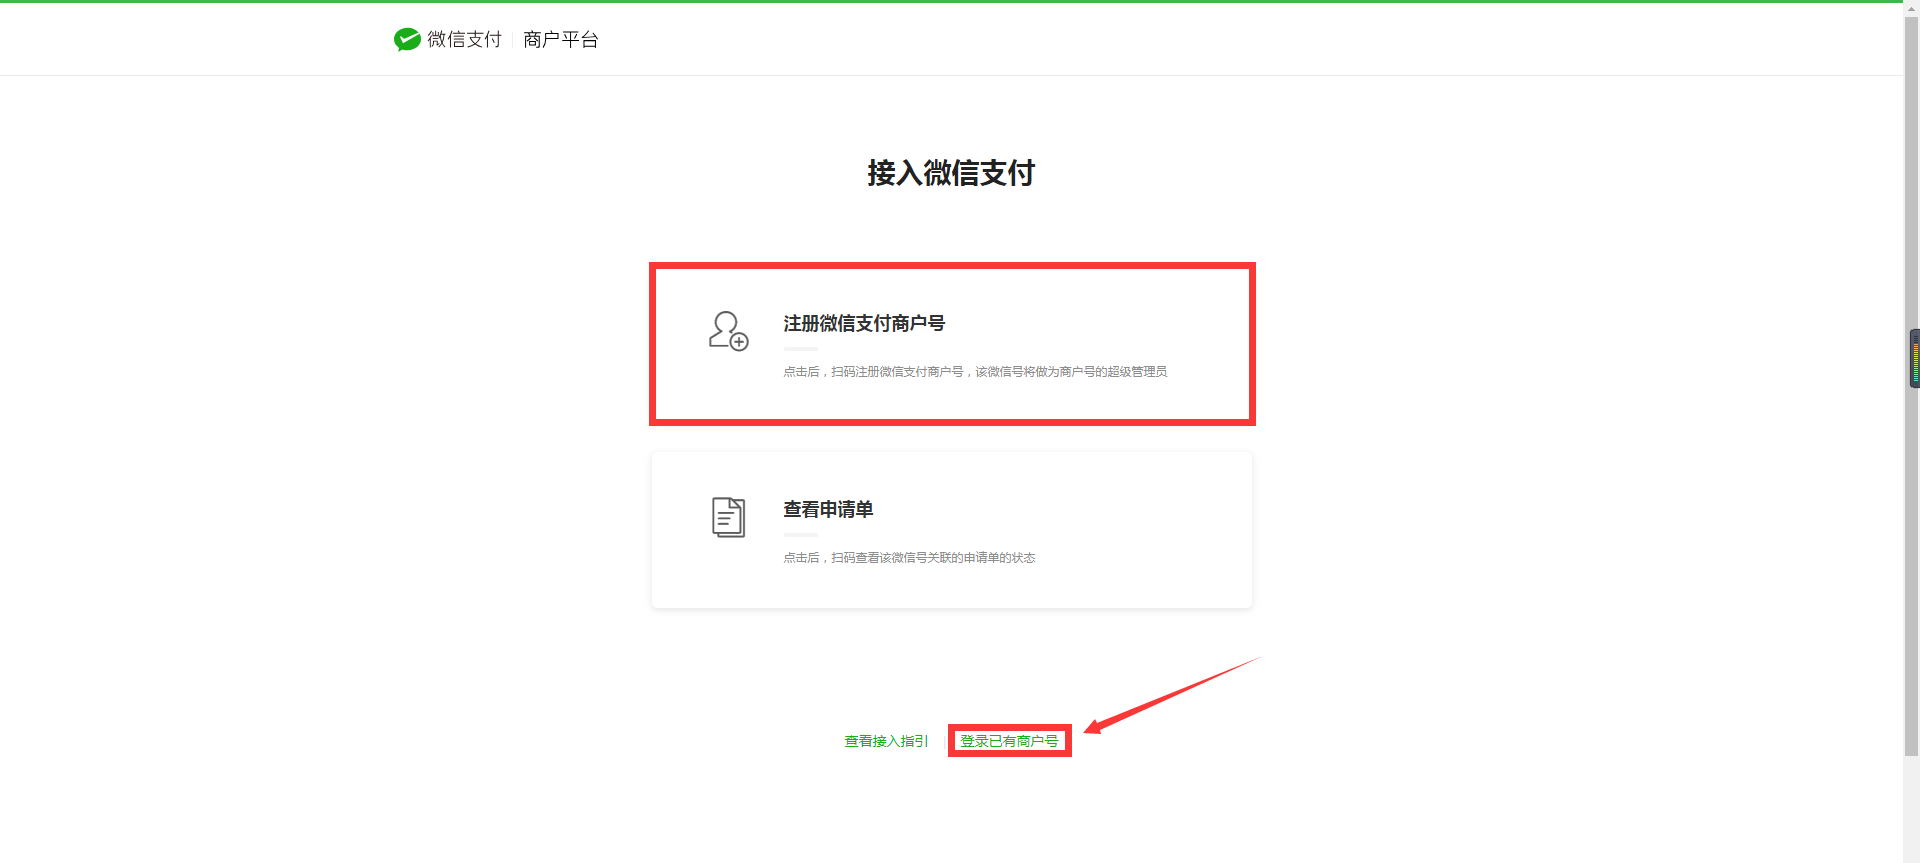 微信支付 商户平台
接入微信支付
注册微信支付商户号
点击后，扫码注册微信支付商户号，该微信号将做为商户号的超级管理员
查看申请单
点击后，扫码查看该微信号关联的申请单的状态
查看接入指引 | 登录已有商户号